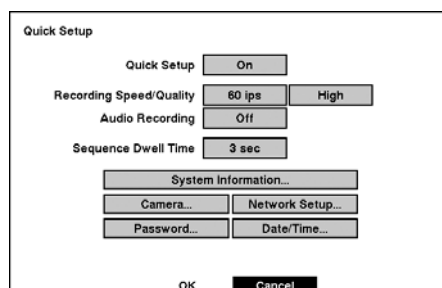 Quick Setup
Quick Setup On
Recording Speed/Quality 60 ips High
Audio Recording Off
Sequence Dwell Time 3 sec
System Information...
Camera... Network Setup...
Password... Date/Time...
OK Cancel